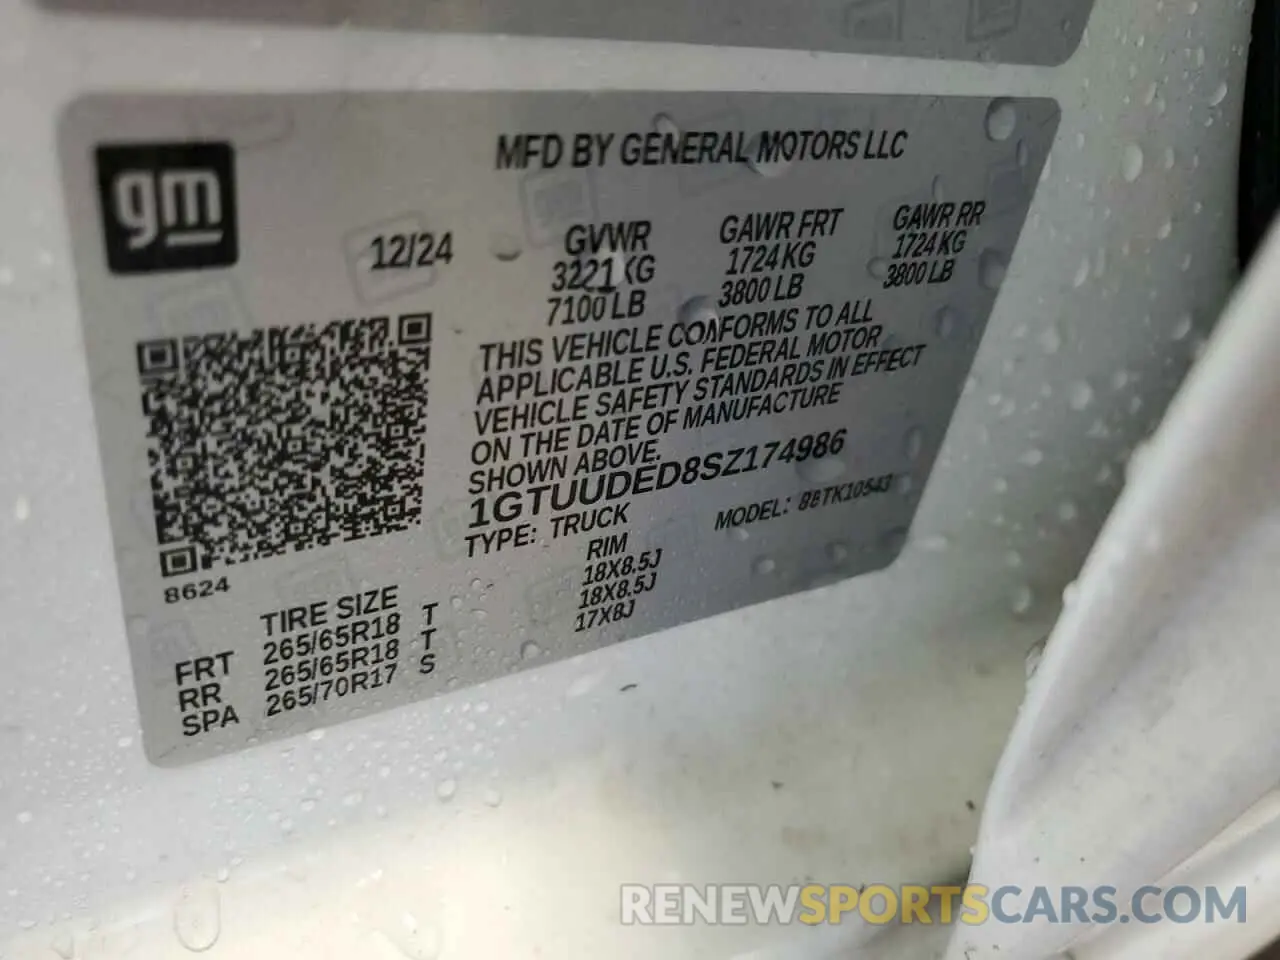 gm
MFD BY GENERAL MOTORS LLC
12/24
GVWR
3221 KG
7100 LB
GAWR FRT
1724 KG
3800 LB
GAWR RR
1724 KG
3800 LB
THIS VEHICLE CONFORMS TO ALL
APPLICABLE U.S. FEDERAL MOTOR
VEHICLE SAFETY STANDARDS IN EFFECT
ON THE DATE OF MANUFACTURE
SHOWN ABOVE.
1GTUUDED8SZ174986
TYPE: TRUCK
MODEL:
8624
TIRE SIZE
RIM
FRT 265/65R18 T 18X8.5J
RR 265/65R18 T 18X8.5J
SPA 265/70R17 S 17X8J
RENEWSPORTSCARS.COM